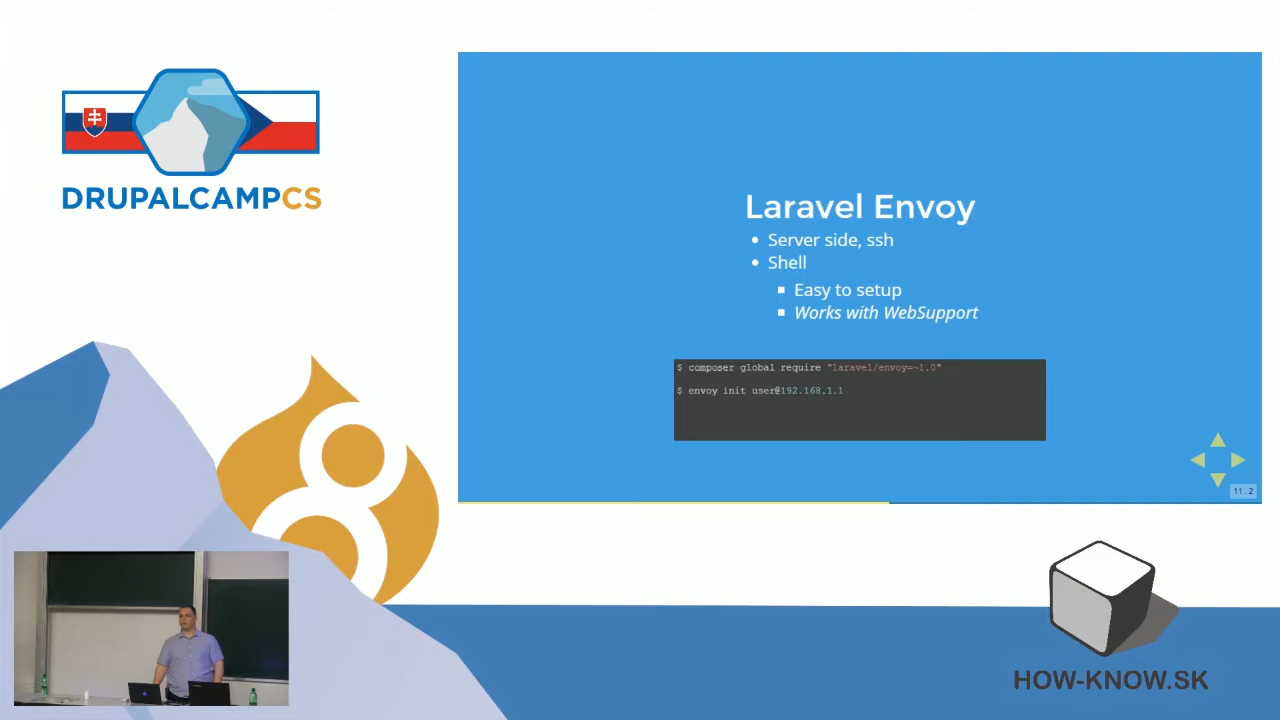 DRUPALCAMPCS
Laravel Envoy
Server side, ssh
Shell
Easy to setup
Works with WebSupport
$ composer global require "laravel/envoy=~1.0"
$ envoy init user@192.168.1.1
11.2
HOW-KNOW.SK